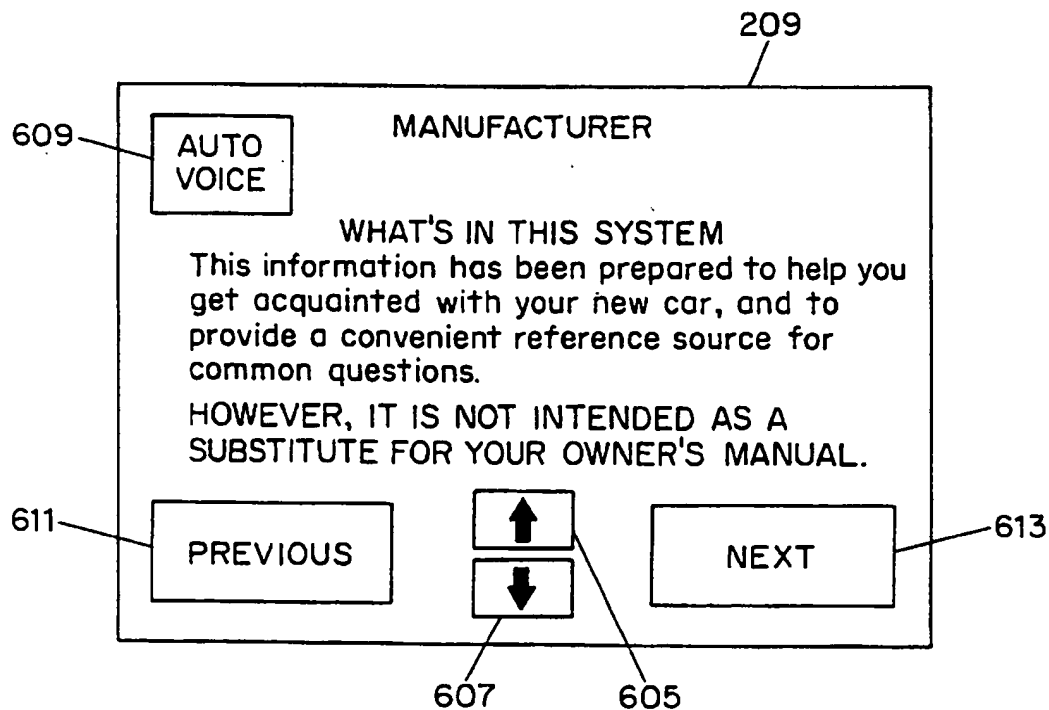 209
609
AUTO
VOICE
MANUFACTURER
WHAT'S IN THIS SYSTEM
This information has been prepared to help you
get acquainted with your new car, and to
provide a convenient reference source for
common questions.
HOWEVER, IT IS NOT INTENDED AS A
SUBSTITUTE FOR YOUR OWNER'S MANUAL.
611
PREVIOUS
NEXT
613
607
605